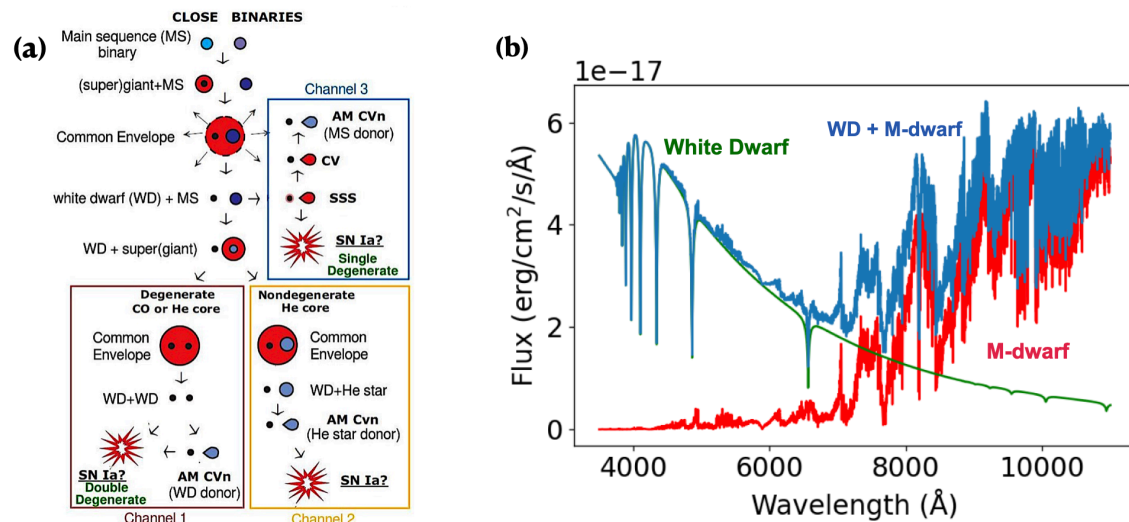 (a)
CLOSE BINARIES
Main sequence (MS)
binary
(super)giant+MS
Common Envelope
white dwarf (WD) + MS
WD + super(giant)
Channel 3
AM CVn
(MS donor)
CV
SSS
SN Ia?
Single
Degenerate
Degenerate
CO or He core
Common
Envelope
WD+WD
SN Ia?
Double
Degenerate
AM CVn
(WD donor)
Channel 1
Nondegenerate
He core
Common
Envelope
WD+He star
AM Cvn
(He star donor)
SN Ia?
Channel 2
(b)
1e−17
Flux (erg/cm²/s/Å)
6
4
2
0
White Dwarf
WD + M-dwarf
M-dwarf
4000 6000 8000 10000
Wavelength (Å)